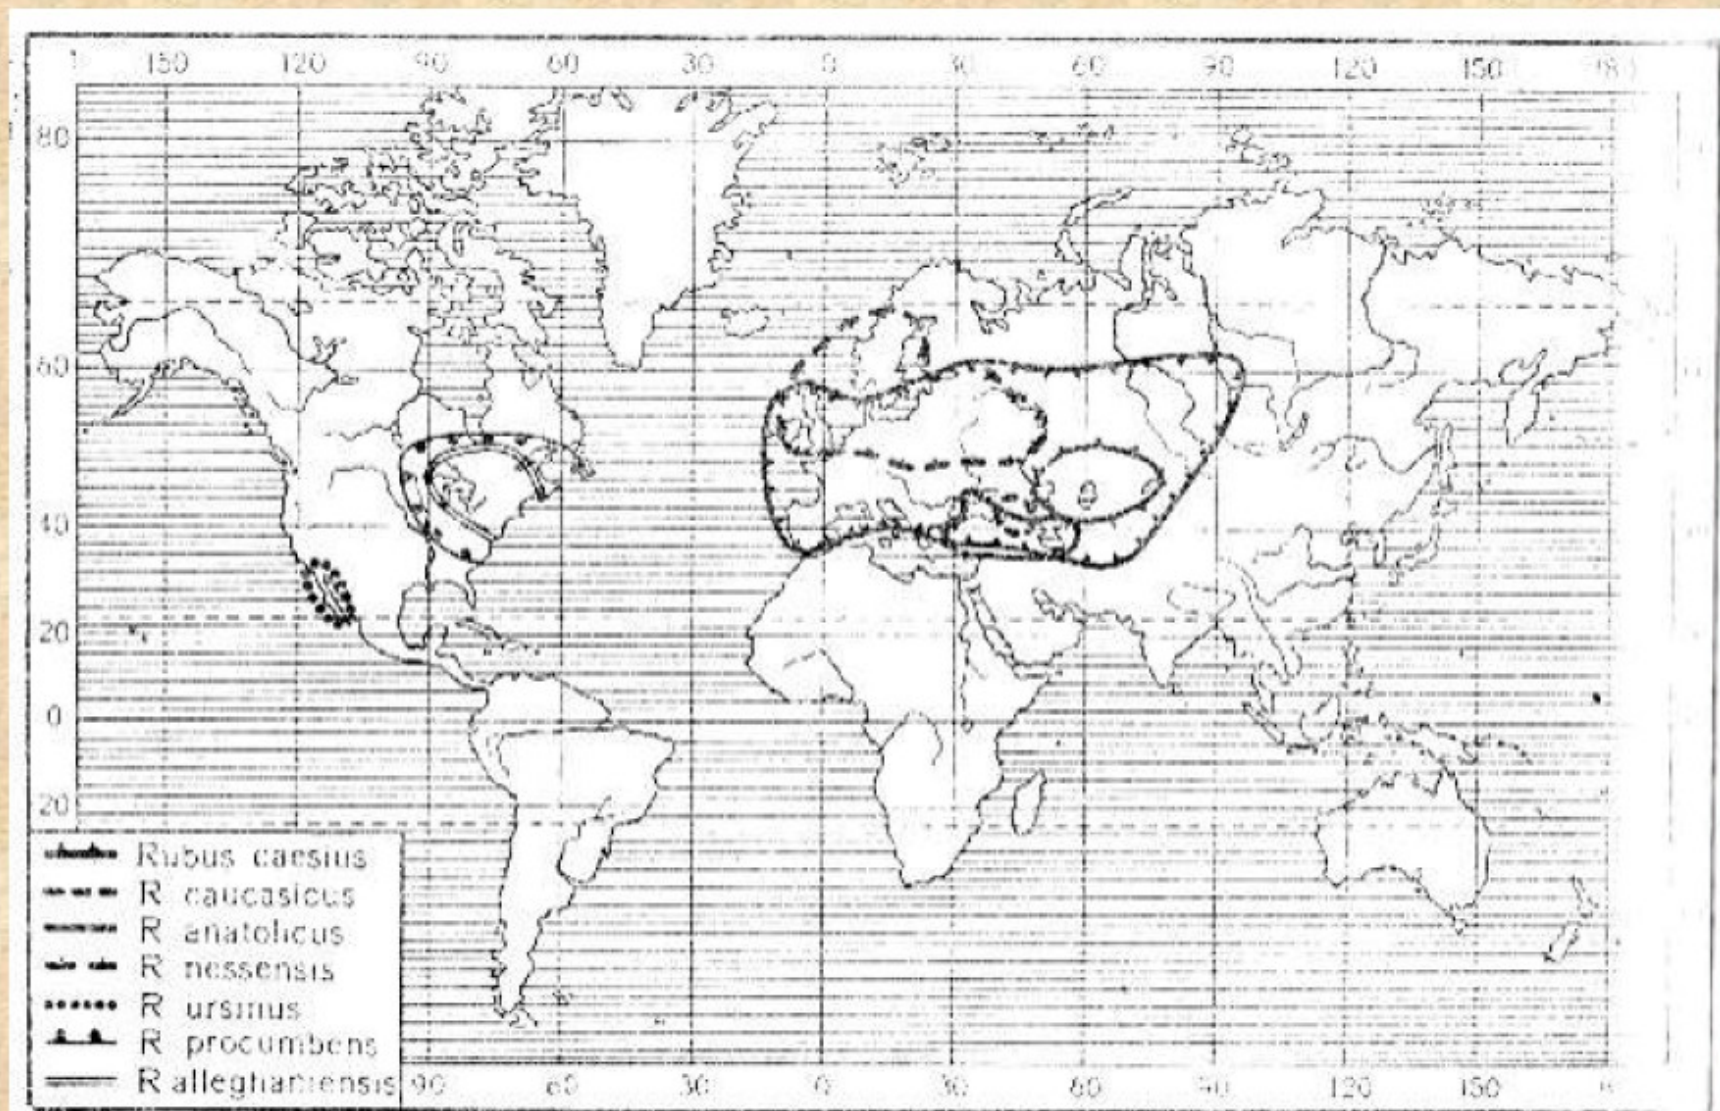 150 120 90 60 30 0 30 60 90 120 150 180
80
60
40
20
0
20
Rubus caesius
R caucasicus
R anatolicus
R nessensis
R ursinus
R procumbens
R alleghaniensis
90 60 30 0 30 60 90 120 150